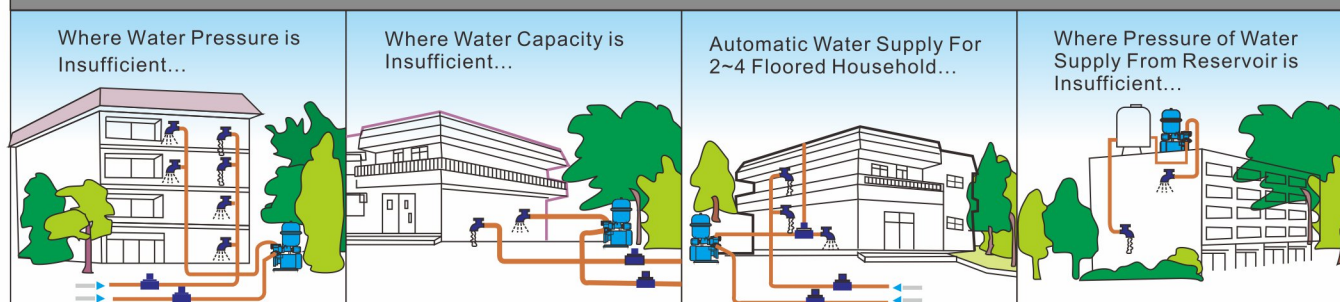 Where Water Pressure is
Insufficient...
Where Water Capacity is
Insufficient...
Automatic Water Supply For
2~4 Floored Household...
Where Pressure of Water
Supply From Reservoir is
Insufficient...